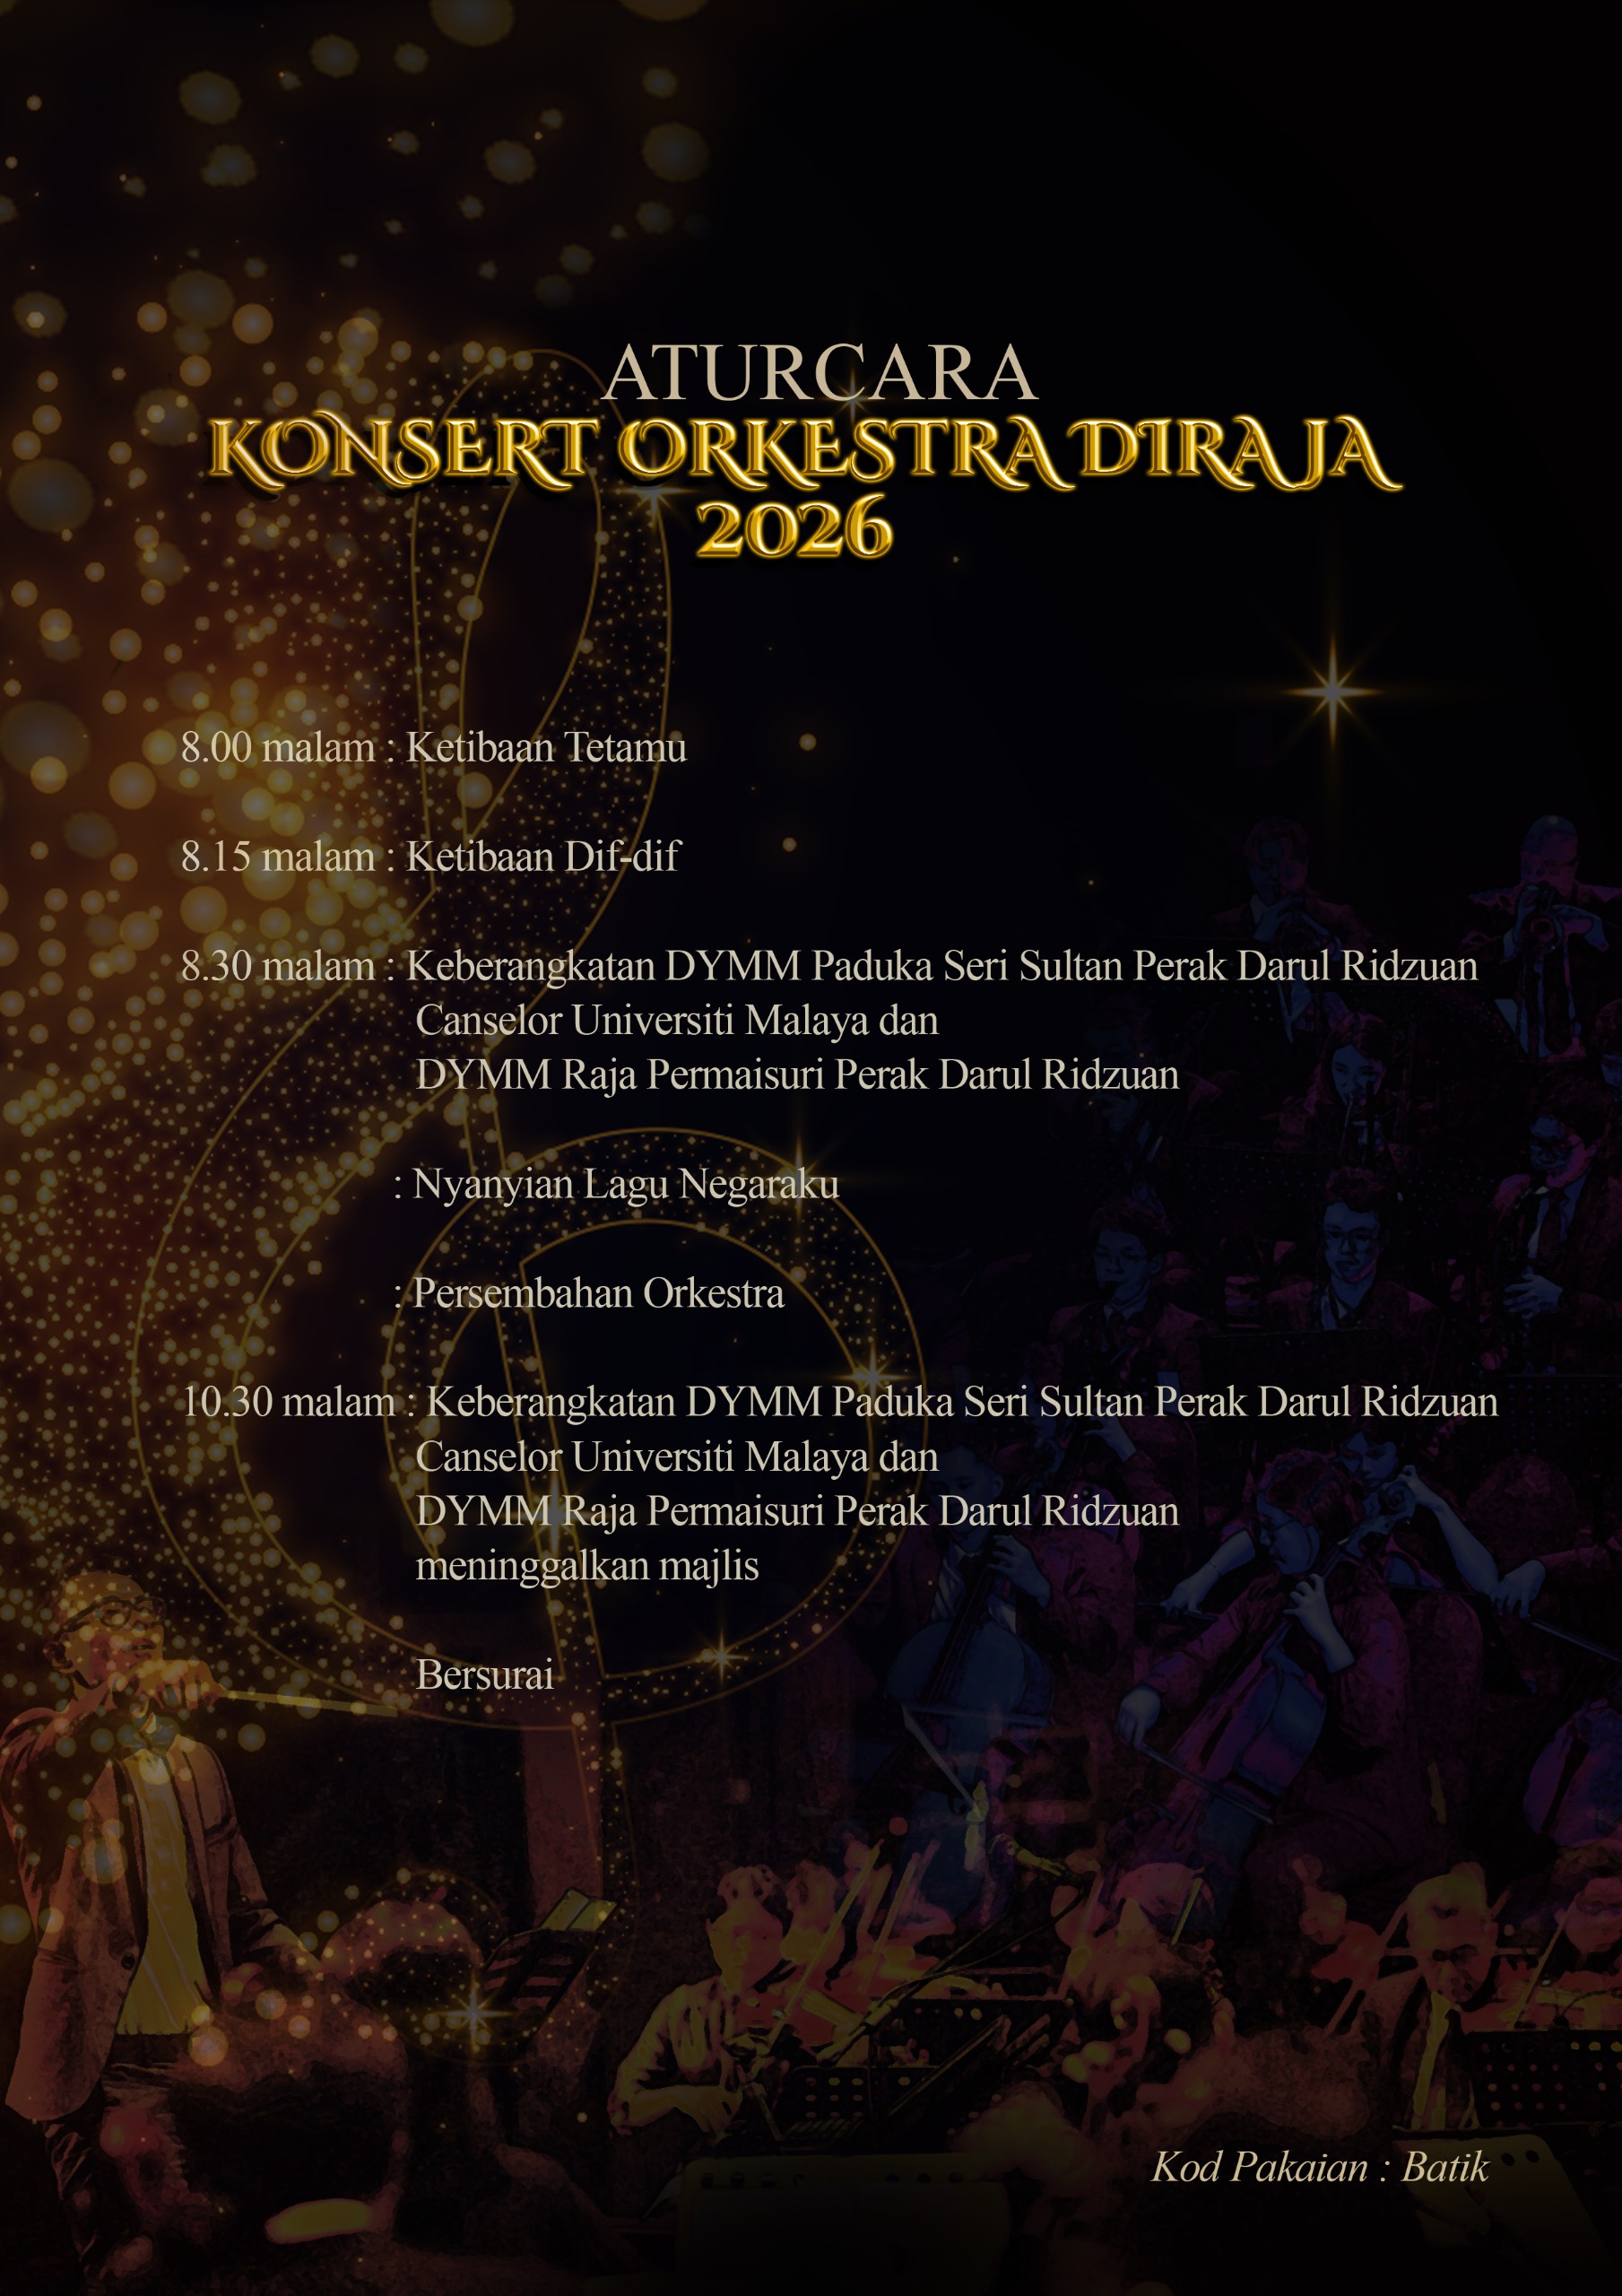 ATURCARA
KONSERT ORKESTRA DIRAJA
2026
8.00 malam : Ketibaan Tetamu
8.15 malam : Ketibaan Dif-dif
8.30 malam : Keberangkatan DYMM Paduka Seri Sultan Perak Darul Ridzuan
Canselor Universiti Malaya dan
DYMM Raja Permaisuri Perak Darul Ridzuan
: Nyanyian Lagu Negaraku
: Persembahan Orkestra
10.30 malam : Keberangkatan DYMM Paduka Seri Sultan Perak Darul Ridzuan
Canselor Universiti Malaya dan
DYMM Raja Permaisuri Perak Darul Ridzuan
meninggalkan majlis
Bersurai
Kod Pakaian : Batik